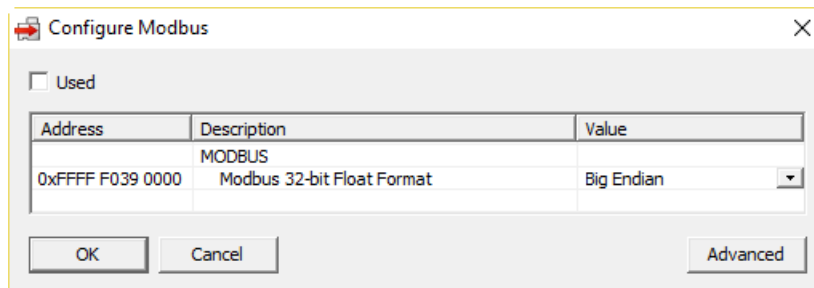 Configure Modbus
Used
Address Description Value
MODBUS
0xFFFF F039 0000 Modbus 32-bit Float Format Big Endian
OK Cancel Advanced